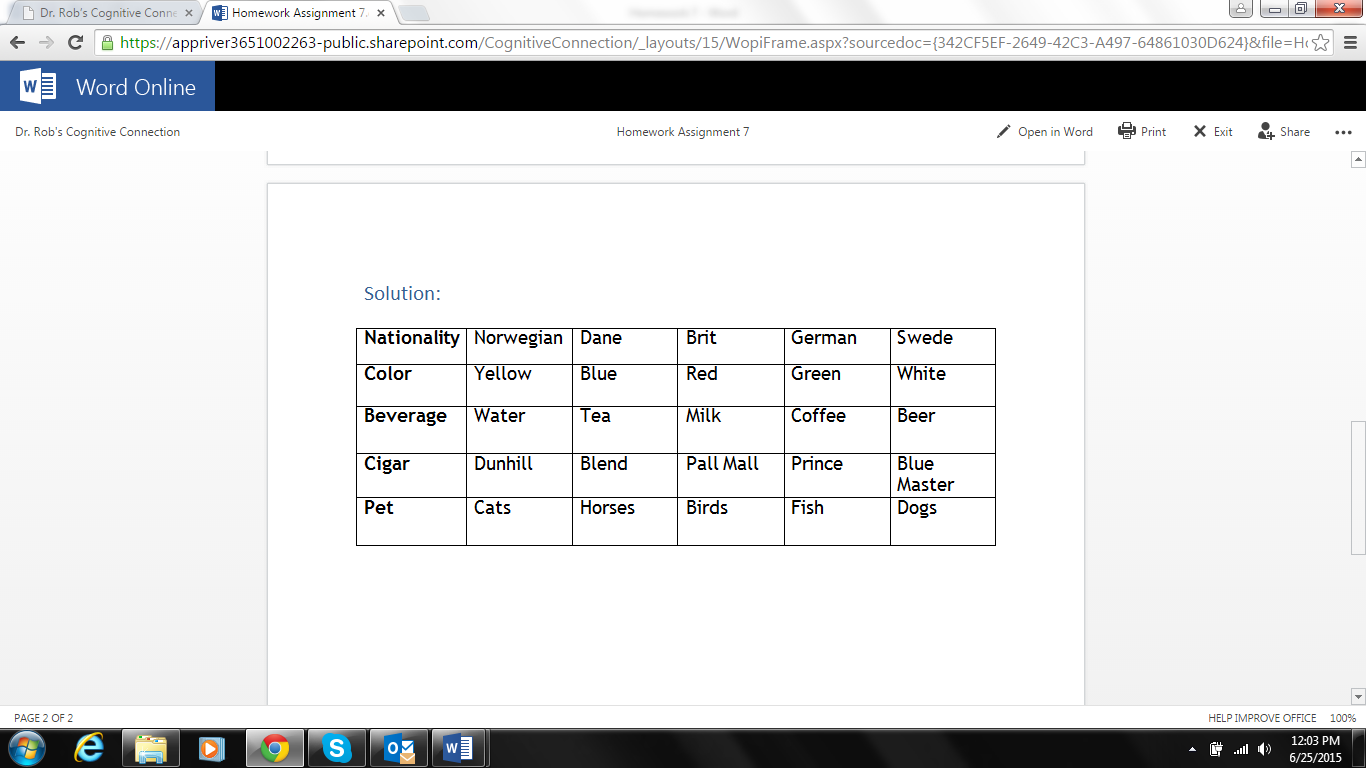 Dr. Rob's Cognitive Conne
Homework Assignment 7.
https://appriver3651002263-public.sharepoint.com/CognitiveConnection/_layouts/15/WopiFrame.aspx?sourcedoc={342CF5EF-2649-42C3-A497-64861030D624}&file=Ho
Word Online
Dr. Rob's Cognitive Connection Homework Assignment 7 Open in Word Print Exit Share
Solution:
Nationality Norwegian Dane Brit German Swede
Color Yellow Blue Red Green White
Beverage Water Tea Milk Coffee Beer
Cigar Dunhill Blend Pall Mall Prince Blue
Master
Pet Cats Horses Birds Fish Dogs
PAGE 2 OF 2 HELP IMPROVE OFFICE 100%
12:03 PM
6/25/2015